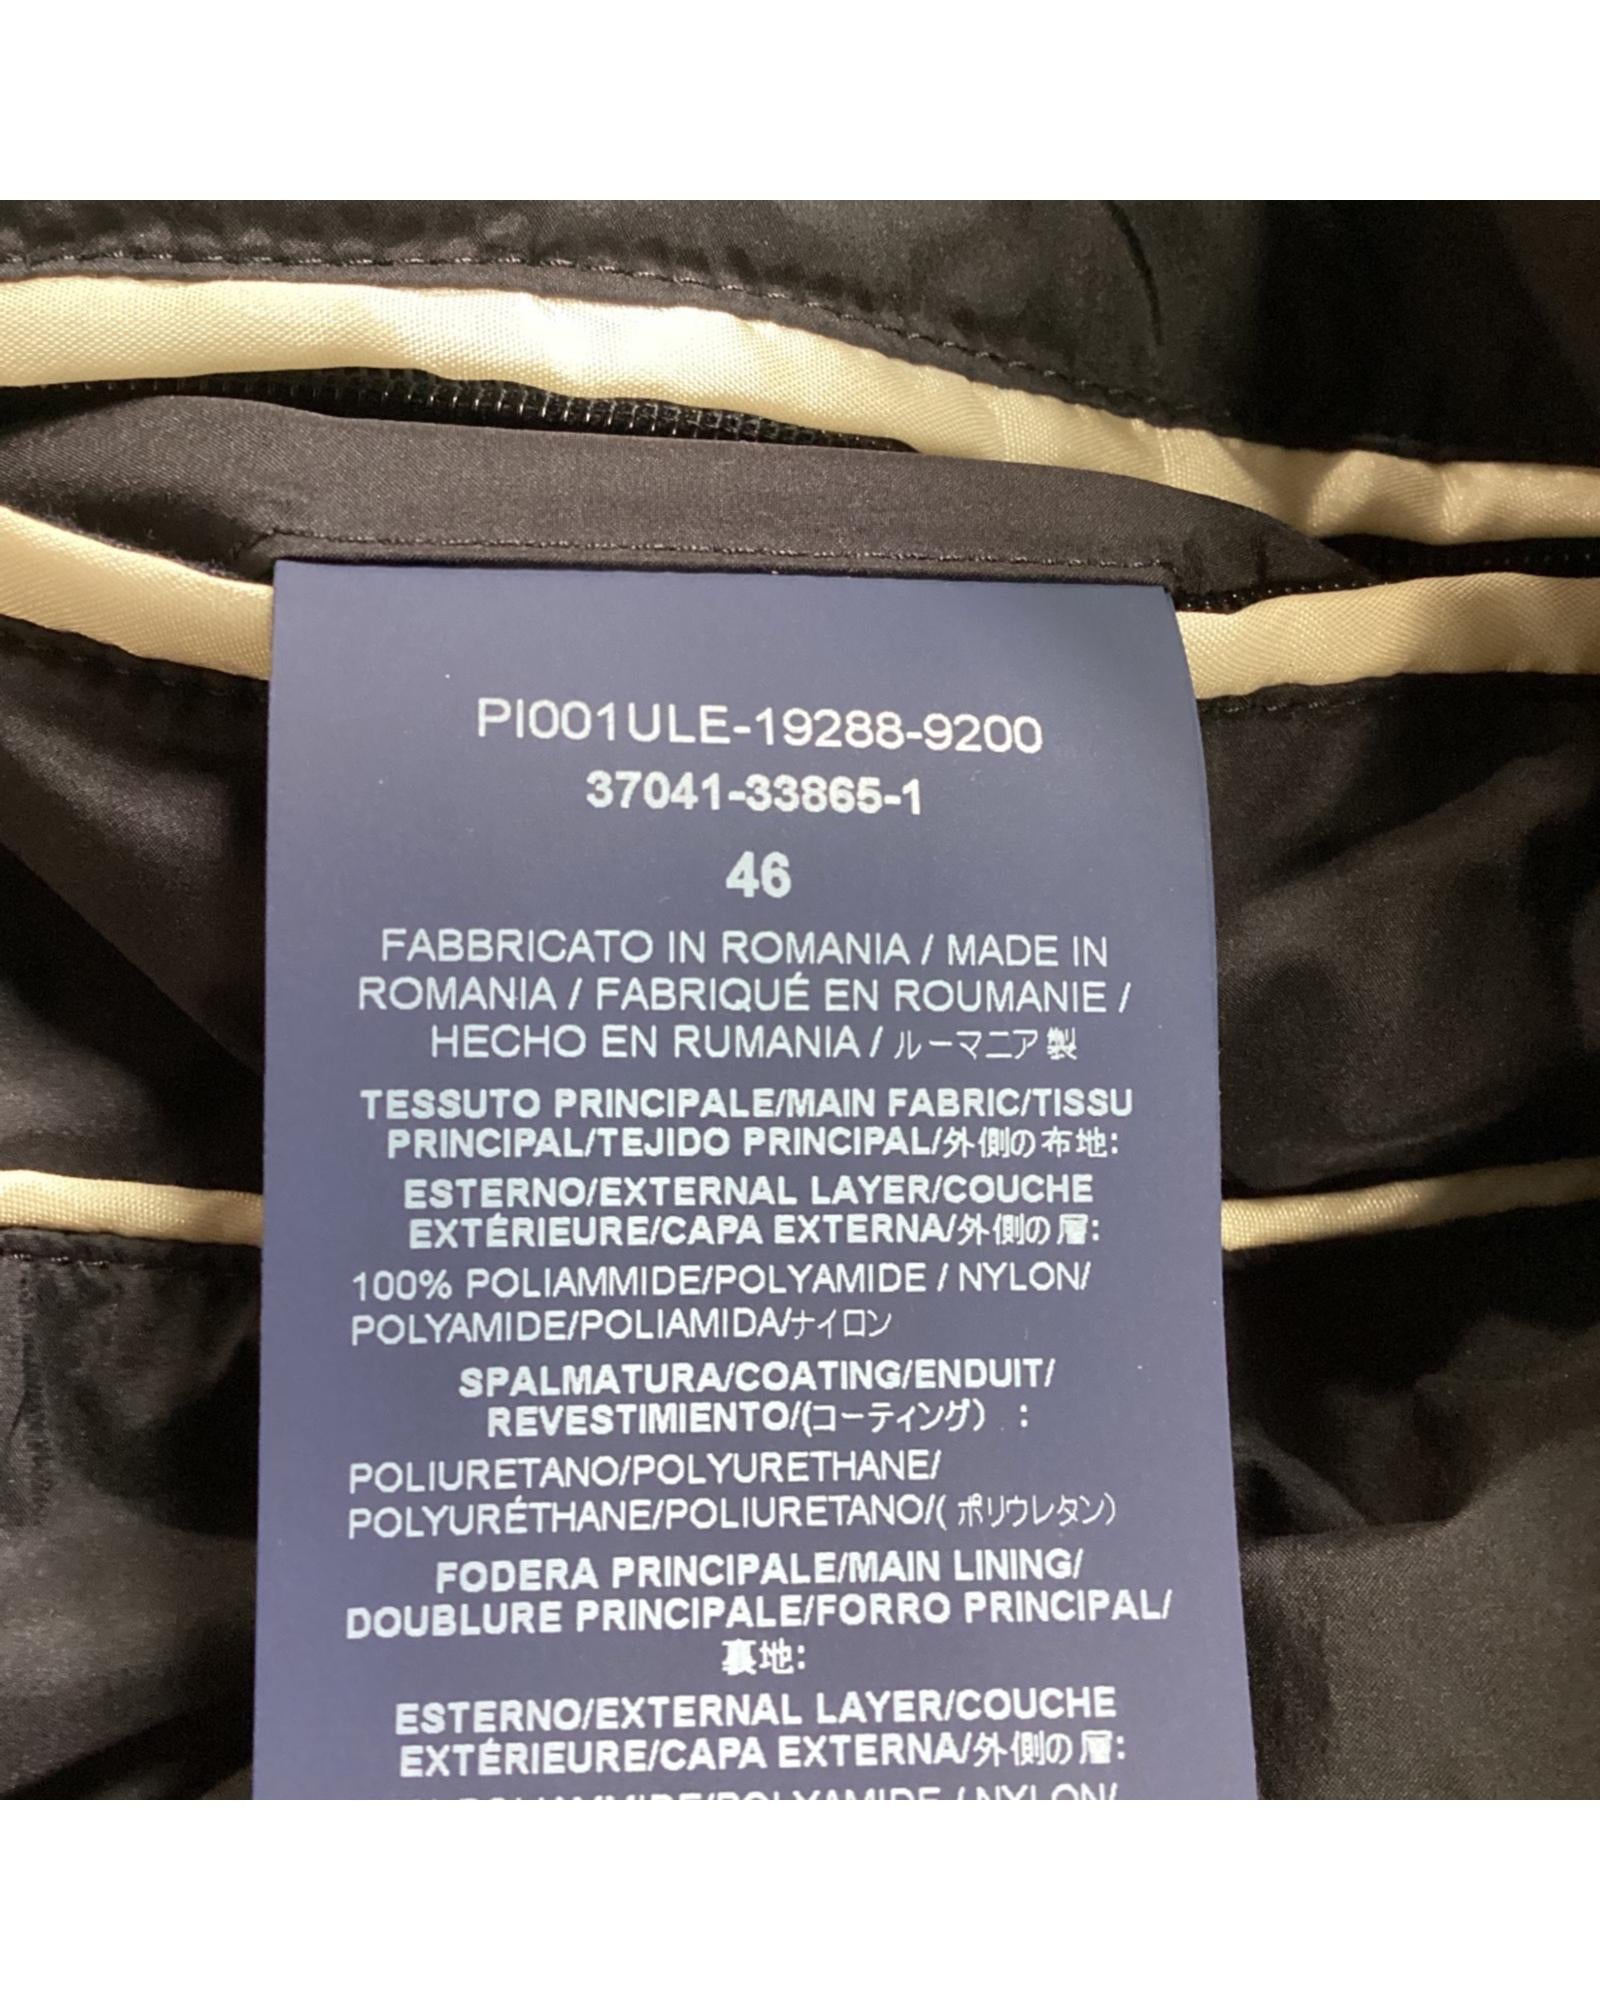 PI001ULE-19288-9200
37041-33865-1
46
FABBRICATO IN ROMANIA / MADE IN
ROMANIA / FABRIQUÉ EN ROUMANIE /
HECHO EN RUMANIA / ルーマニア製
TESSUTO PRINCIPALE/MAIN FABRIC/TISSU
PRINCIPAL/TEJIDO PRINCIPAL/外側の布地:
ESTERNO/EXTERNAL LAYER/COUCHE
EXTÉRIEURE/CAPA EXTERNA/外側の層:
100% POLIAMMIDE/POLYAMIDE / NYLON/
POLYAMIDE/POLIAMIDA/ナイロン
SPALMATURA/COATING/ENDUIT/
REVESTIMIENTO/(コーティング) :
POLIURETANO/POLYURETHANE/
POLYURÉTHANE/POLIURETANO/( ポリウレタン)
FODERA PRINCIPALE/MAIN LINING/
DOUBLURE PRINCIPALE/FORRO PRINCIPAL/
裏地:
ESTERNO/EXTERNAL LAYER/COUCHE
EXTÉRIEURE/CAPA EXTERNA/外側の層:
POLIAMMIDE/POLYAMIDE / NYLON/